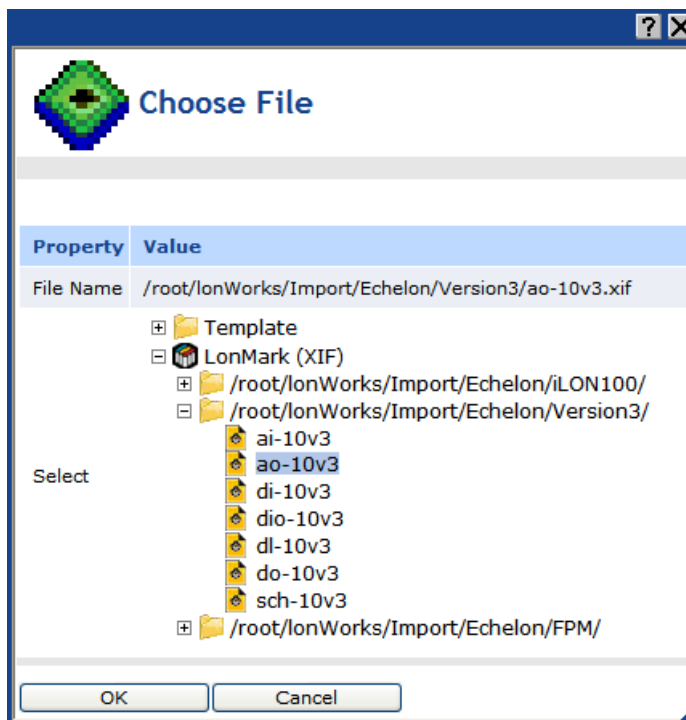 ?
Choose File
Property Value
File Name /root/lonWorks/Import/Echelon/Version3/ao-10v3.xif
Template
LonMark (XIF)
/root/lonWorks/Import/Echelon/iLON100/
/root/lonWorks/Import/Echelon/Version3/
ai-10v3
ao-10v3
Select
di-10v3
dio-10v3
dl-10v3
do-10v3
sch-10v3
/root/lonWorks/Import/Echelon/FPM/
OK Cancel